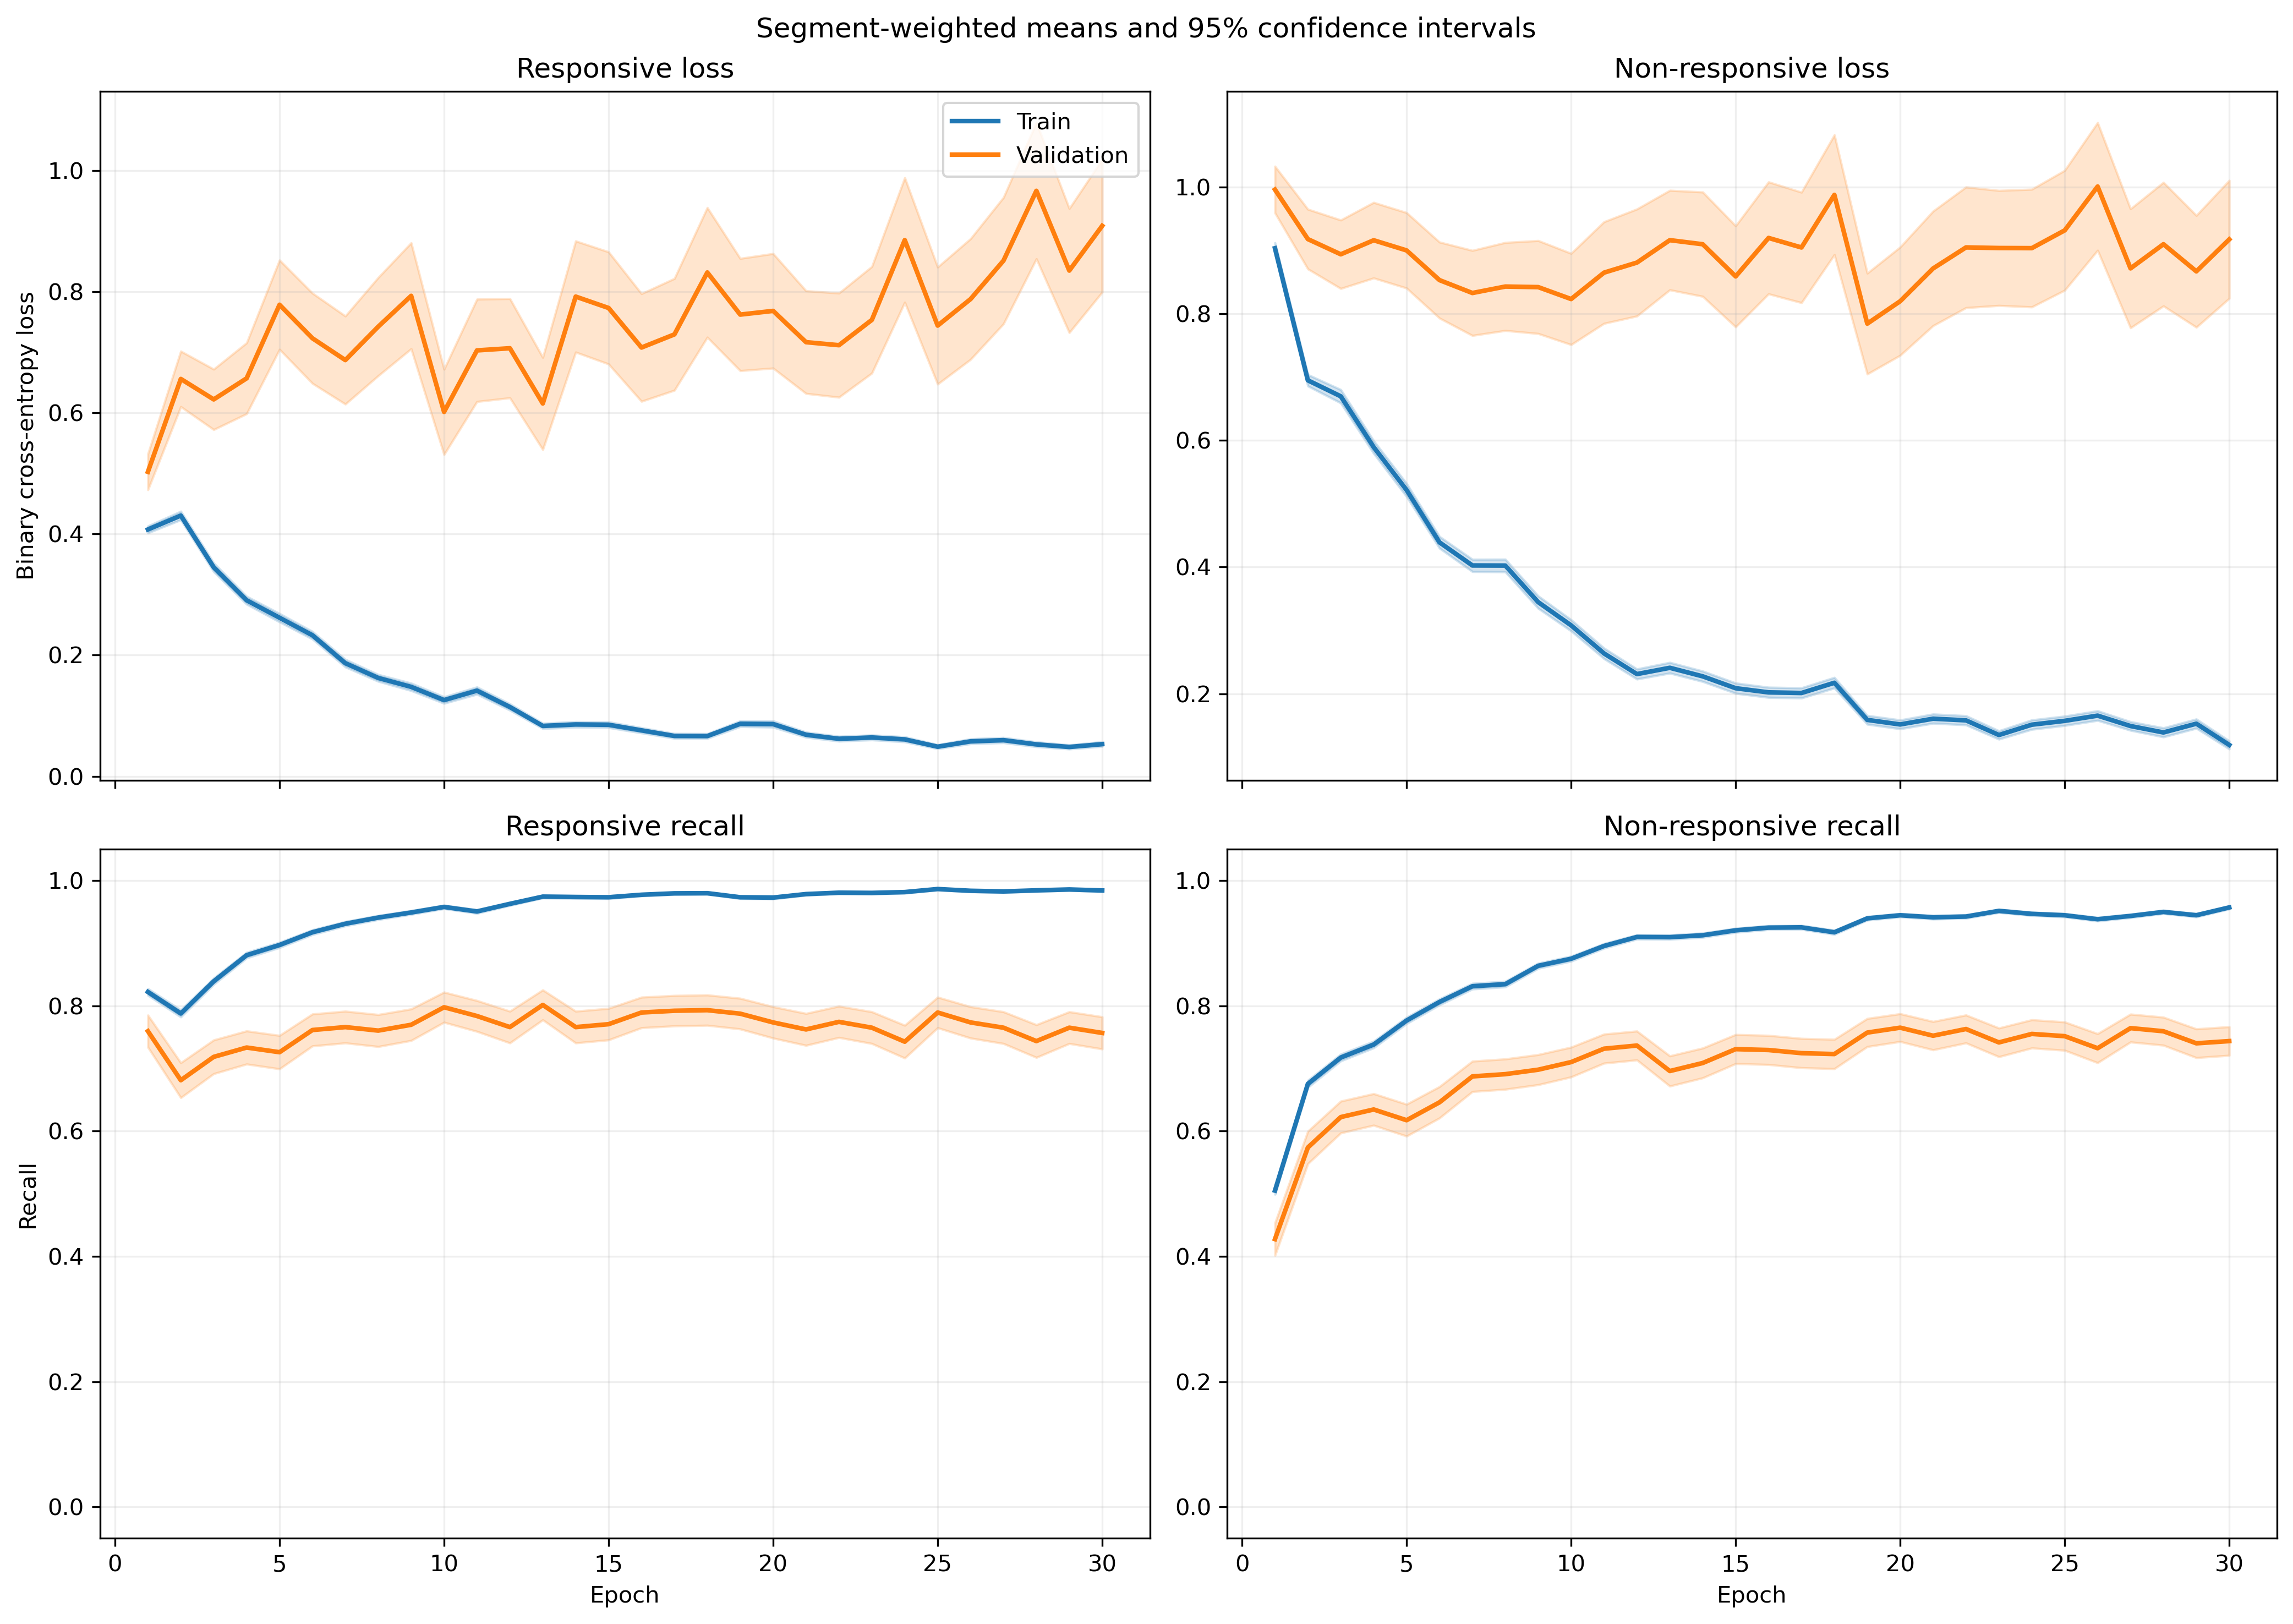 Segment-weighted means and 95% confidence intervals
Responsive loss
Non-responsive loss
Train
Validation
Binary cross-entropy loss
1.0
0.8
0.6
0.4
0.2
0.0
1.0
0.8
0.6
0.4
0.2
Responsive recall
Non-responsive recall
Recall
1.0
0.8
0.6
0.4
0.2
0.0
0 5 10 15 20 25 30
Epoch
1.0
0.8
0.6
0.4
0.2
0.0
0 5 10 15 20 25 30
Epoch